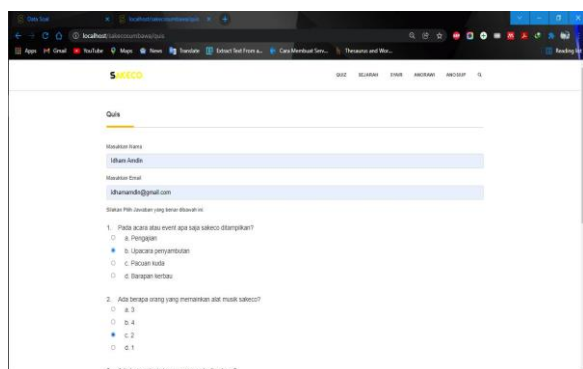 Data Soal
localhost/sakecosumbawa/quis
localhost/sakecosumbawa/quis
Apps
Gmail
YouTube
Maps
News
Translate
Extract Text From a...
Cara Membuat Serv...
Thesaurus and Wor...
Reading list
SAKECO
QUIZ
SEJARAH
SYAIR
Quis
Masukkan Nama
Idham Amdin
Masukkan Email
idhamamdin@gmail.com
Silakan Pilih Jawaban yang benar dibawah ini
1. Pada acara atau event apa saja sakeco ditampilkan?
a. Pengajian
b. Upacara penyambutan
c. Pacuan kuda
d. Barapan kerbau
2. Ada berapa orang yang memainkan alat musik sakeco?
a. 3
b. 4
c. 2
d. 1